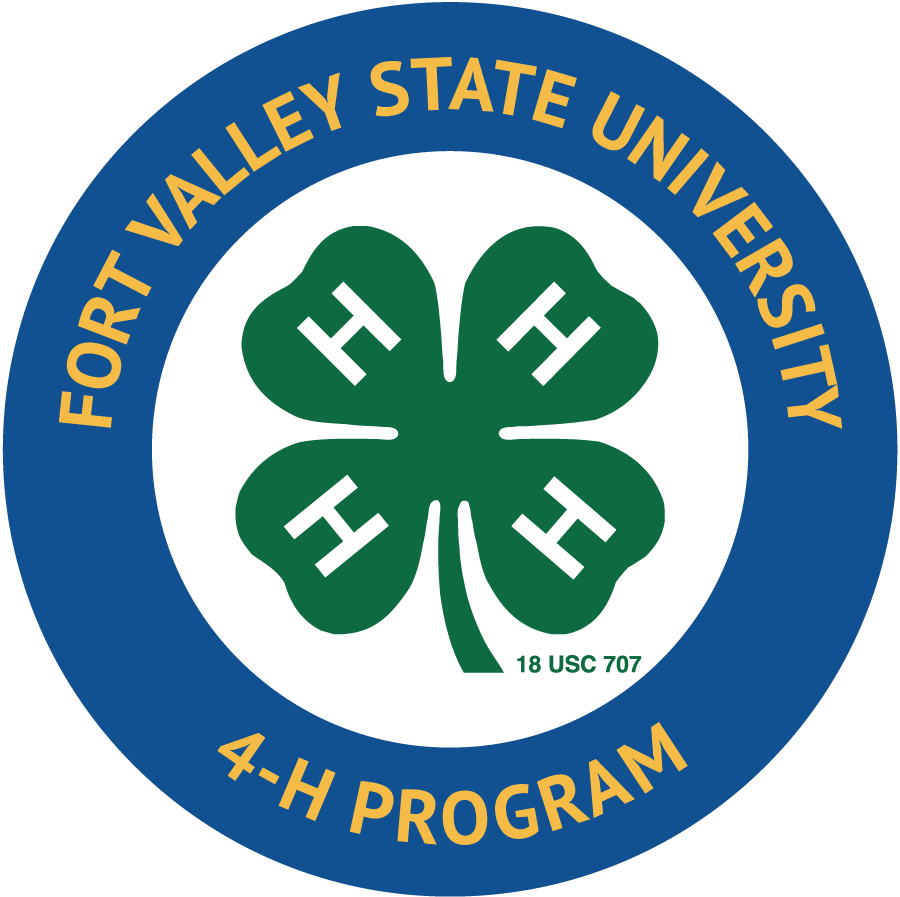 FORT VALLEY STATE UNIVERSITY
H H
H H
18 USC 707
4-H PROGRAM